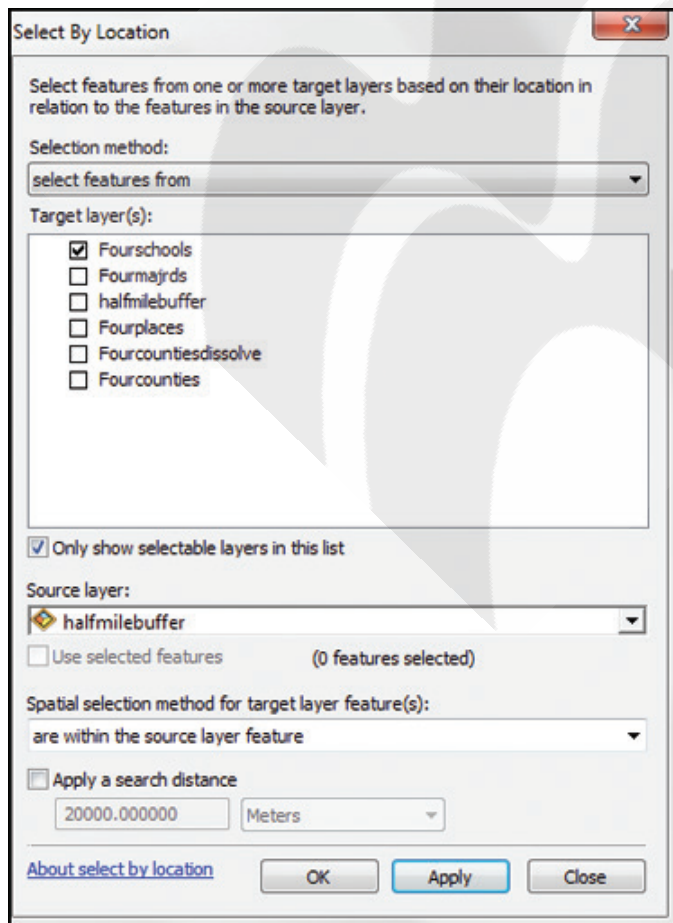 Select By Location
Select features from one or more target layers based on their location in
relation to the features in the source layer.
Selection method:
select features from
Target layer(s):
Fourschools
Fourmajrds
halfmilebuffer
Fourplaces
Fourcountiesdissolve
Fourcounties
Only show selectable layers in this list
Source layer:
halfmilebuffer
Use selected features (0 features selected)
Spatial selection method for target layer feature(s):
are within the source layer feature
Apply a search distance
20000.000000 Meters
About select by location OK Apply Close